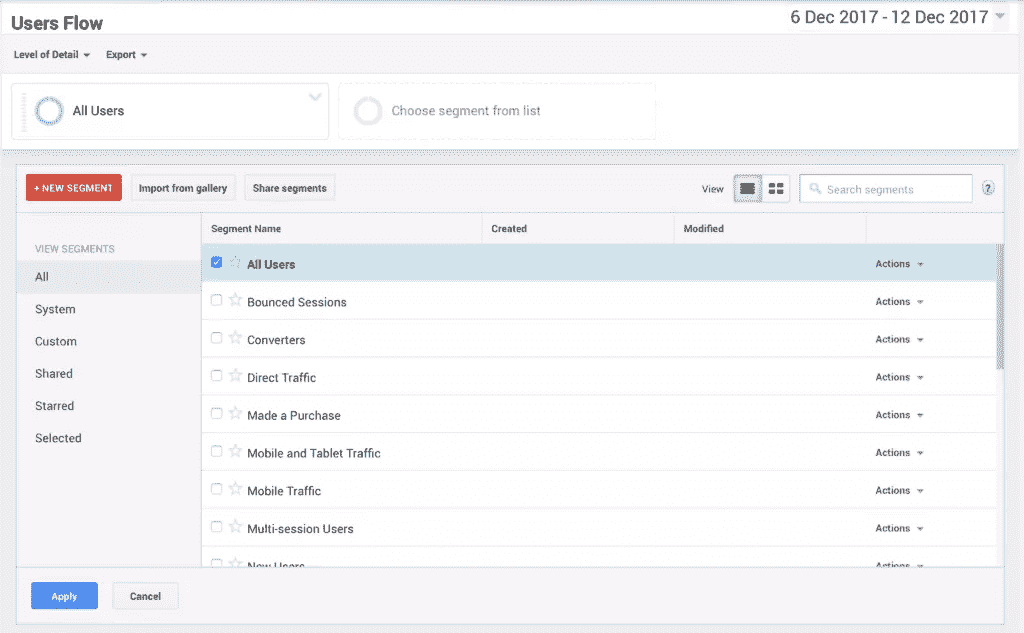 Users Flow
6 Dec 2017 - 12 Dec 2017
Level of Detail
Export
All Users
Choose segment from list
+ NEW SEGMENT
Import from gallery
Share segments
View
Search segments
?
Segment Name
Created
Modified
VIEW SEGMENTS
All
System
Custom
Shared
Starred
Selected
All Users
Actions
Bounced Sessions
Actions
Converters
Actions
Direct Traffic
Actions
Made a Purchase
Actions
Mobile and Tablet Traffic
Actions
Mobile Traffic
Actions
Multi-session Users
Actions
New Users
Actions
Apply
Cancel